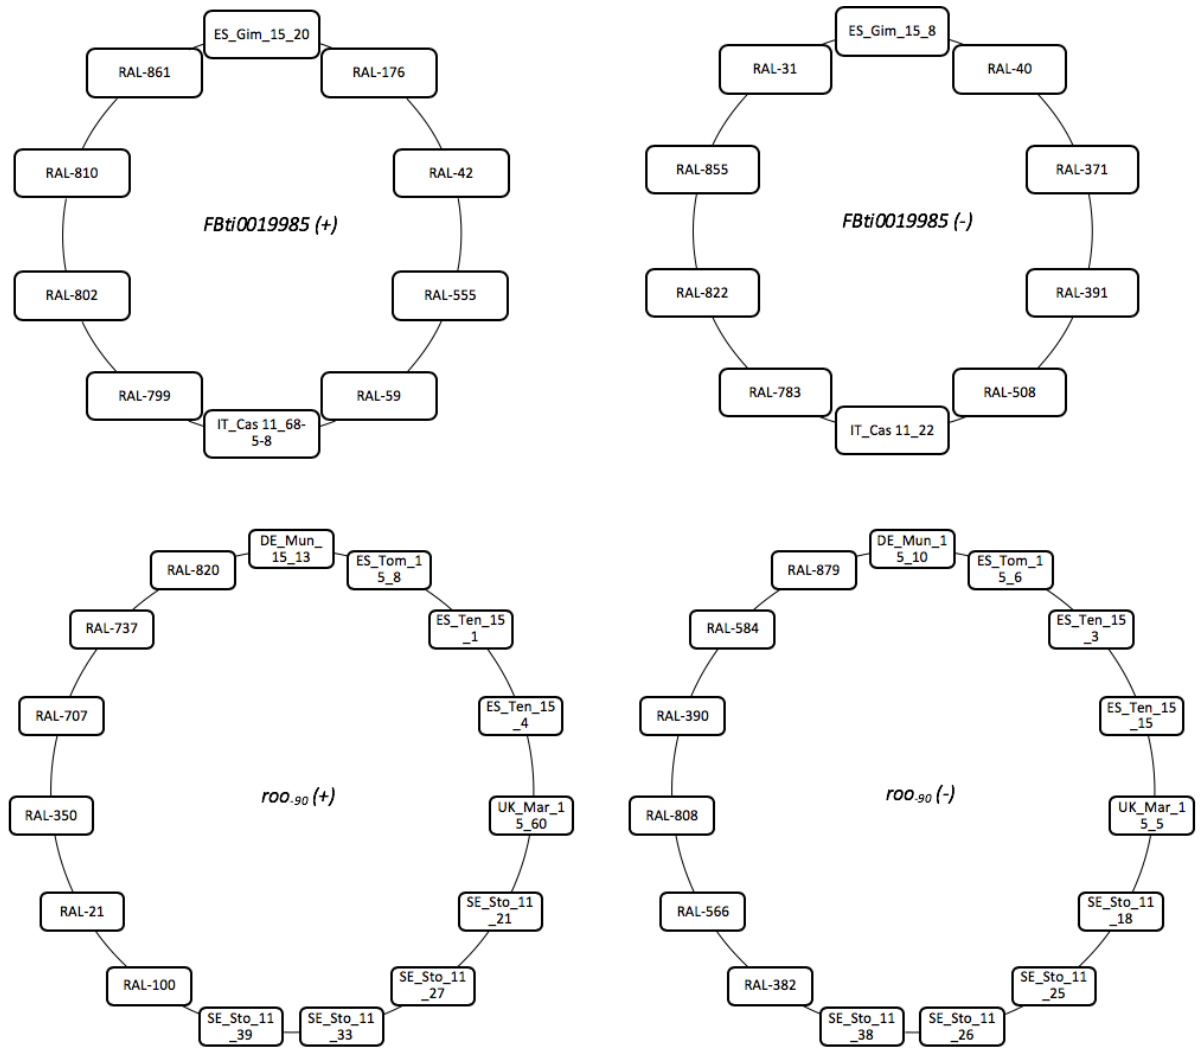 ES_Gim_15_20
RAL-861
RAL-176
RAL-810
RAL-42
FBti0019985 (+)
RAL-802
RAL-555
RAL-799
RAL-59
IT_Cas 11_68-
5-8
ES_Gim_15_8
RAL-31
RAL-40
RAL-855
RAL-371
FBti0019985 (-)
RAL-822
RAL-391
RAL-783
RAL-508
IT_Cas 11_22
DE_Mun_
15_13
RAL-820
ES_Tom_1
5_8
RAL-737
ES_Ten_15
_1
RAL-707
ES_Ten_15
_4
roo-90 (+)
RAL-350
UK_Mar_1
5_60
RAL-21
SE_Sto_11
_21
RAL-100
SE_Sto_11
_27
SE_Sto_11
_39
SE_Sto_11
_33
DE_Mun_1
5_10
RAL-879
ES_Tom_1
5_6
RAL-584
ES_Ten_15
_3
RAL-390
ES_Ten_15
_15
roo-90 (-)
RAL-808
UK_Mar_1
5_5
RAL-566
SE_Sto_11
_18
RAL-382
SE_Sto_11
_25
SE_Sto_11
_38
SE_Sto_11
_26